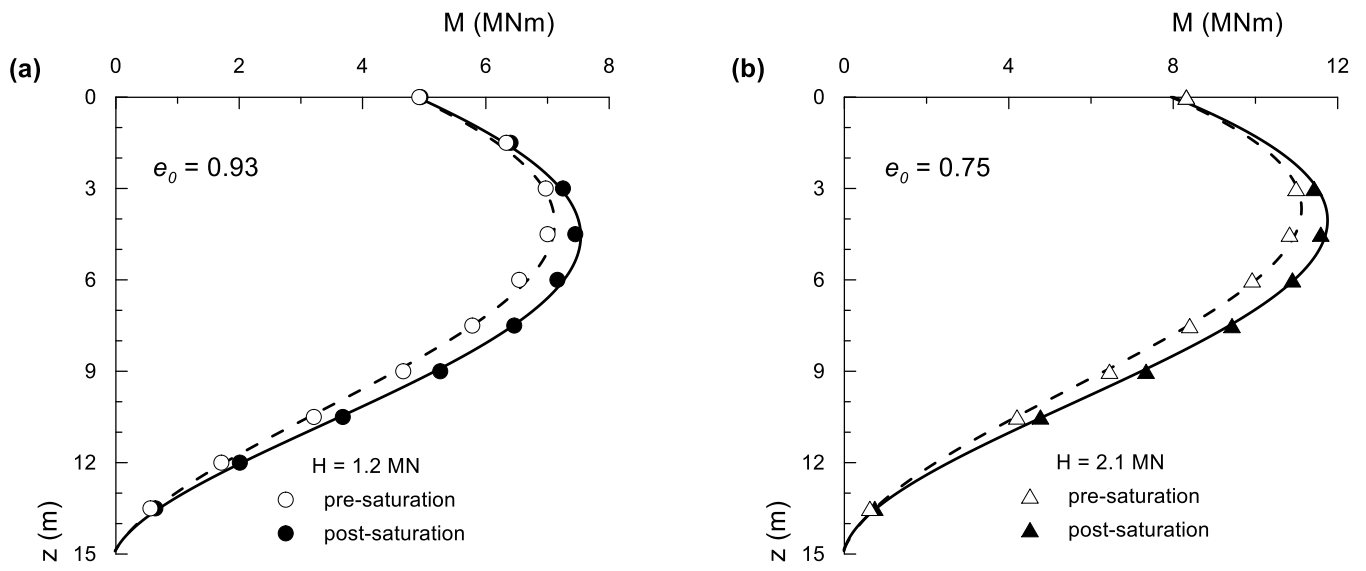 M (MNm)
(a)
0 2 4 6 8
0
3
6
9
12
15
z (m)
e0 = 0.93
H = 1.2 MN
pre-saturation
post-saturation
M (MNm)
(b)
0 4 8 12
0
3
6
9
12
15
z (m)
e0 = 0.75
H = 2.1 MN
pre-saturation
post-saturation